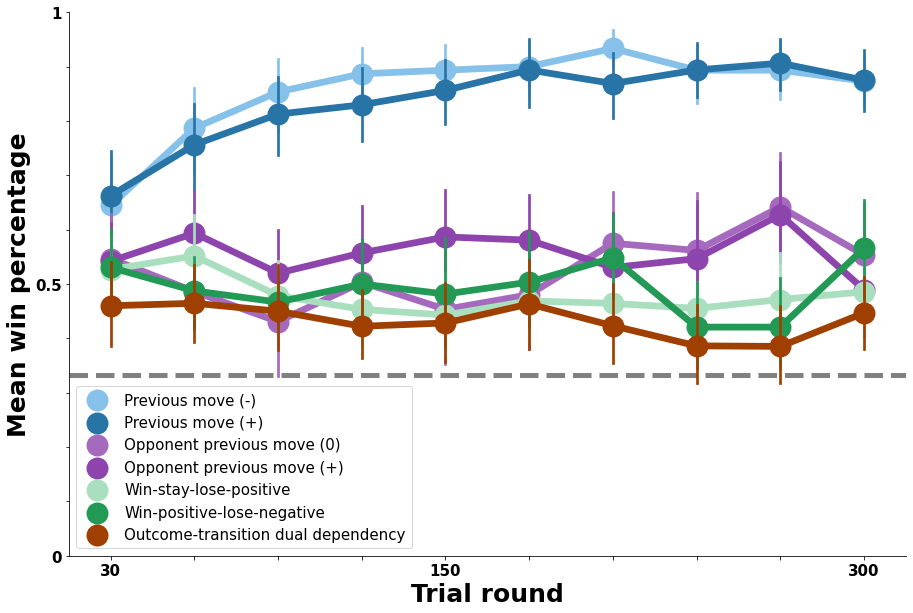 1
0.5
0
Mean win percentage
Previous move (-)
Previous move (+)
Opponent previous move (0)
Opponent previous move (+)
Win-stay-lose-positive
Win-positive-lose-negative
Outcome-transition dual dependency
30
150
300
Trial round